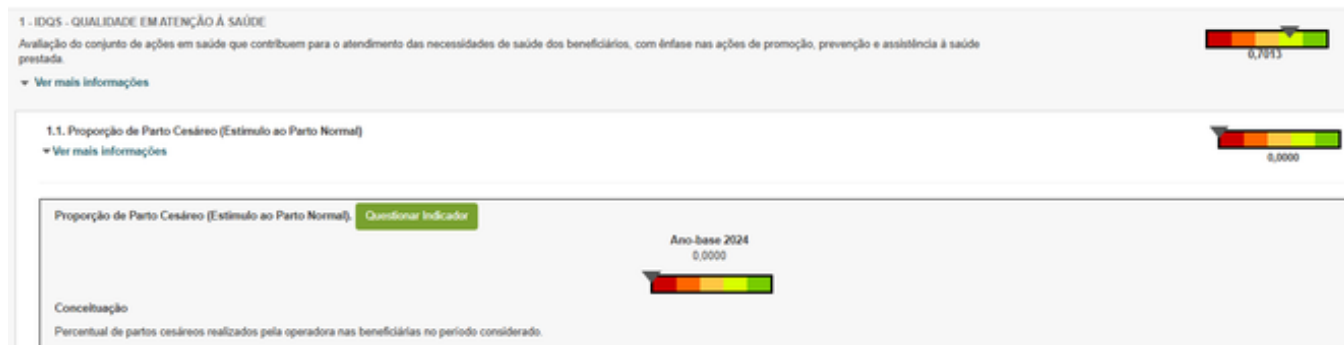 1 - IDQS - QUALIDADE EM ATENÇÃO À SAÚDE
Avaliação do conjunto de ações em saúde que contribuem para o atendimento das necessidades de saúde dos beneficiários, com ênfase nas ações de promoção, prevenção e assistência à saúde
prestada.
0,7013
Ver mais informações
1.1. Proporção de Parto Cesáreo (Estímulo ao Parto Normal)
Ver mais informações
0,0000
Proporção de Parto Cesáreo (Estímulo ao Parto Normal). Questionar Indicador
Ano-base 2024
0,0000
Conceituação
Percentual de partos cesáreos realizados pela operadora nas beneficiárias no período considerado.